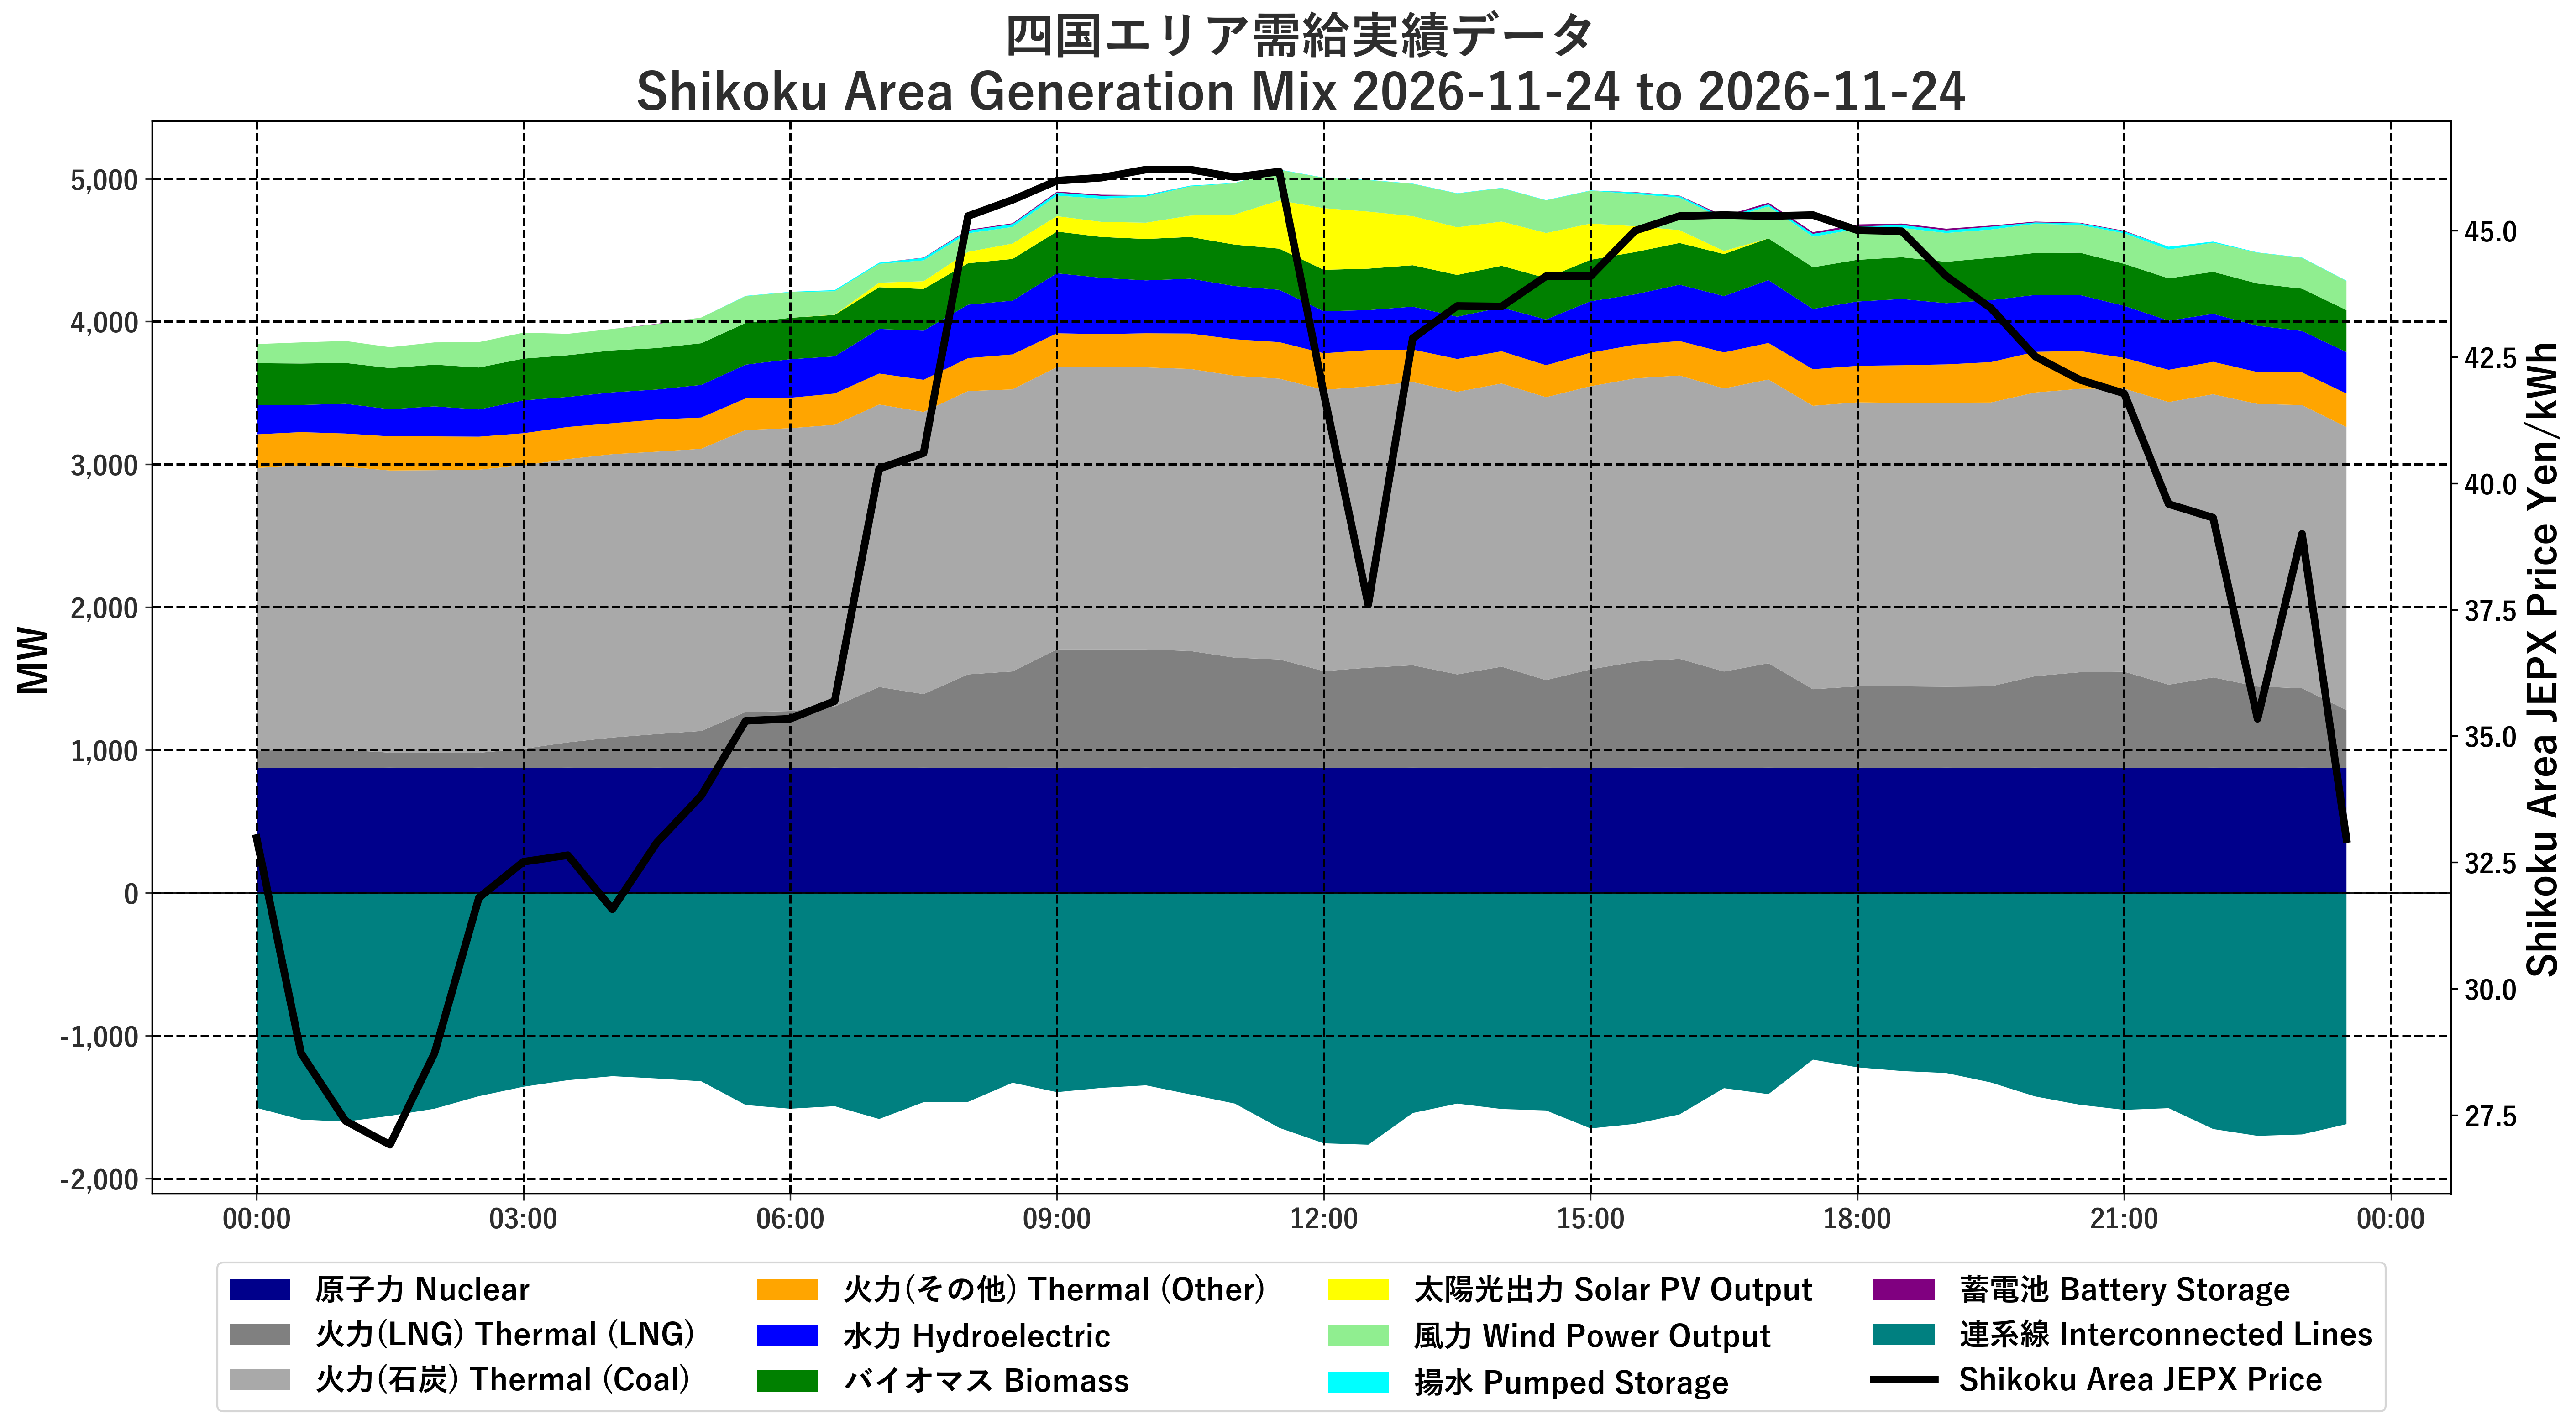 四国エリア需給実績データ
Shikoku Area Generation Mix 2026-11-24 to 2026-11-24
MW
5,000
4,000
3,000
2,000
1,000
0
-1,000
-2,000
45.0
42.5
40.0
37.5
35.0
32.5
30.0
27.5
Shikoku Area JEPX Price Yen/kWh
00:00 03:00 06:00 09:00 12:00 15:00 18:00 21:00 00:00
原子力 Nuclear
火力(LNG) Thermal (LNG)
火力(石炭) Thermal (Coal)
火力(その他) Thermal (Other)
水力 Hydroelectric
バイオマス Biomass
太陽光出力 Solar PV Output
風力 Wind Power Output
揚水 Pumped Storage
蓄電池 Battery Storage
連系線 Interconnected Lines
Shikoku Area JEPX Price